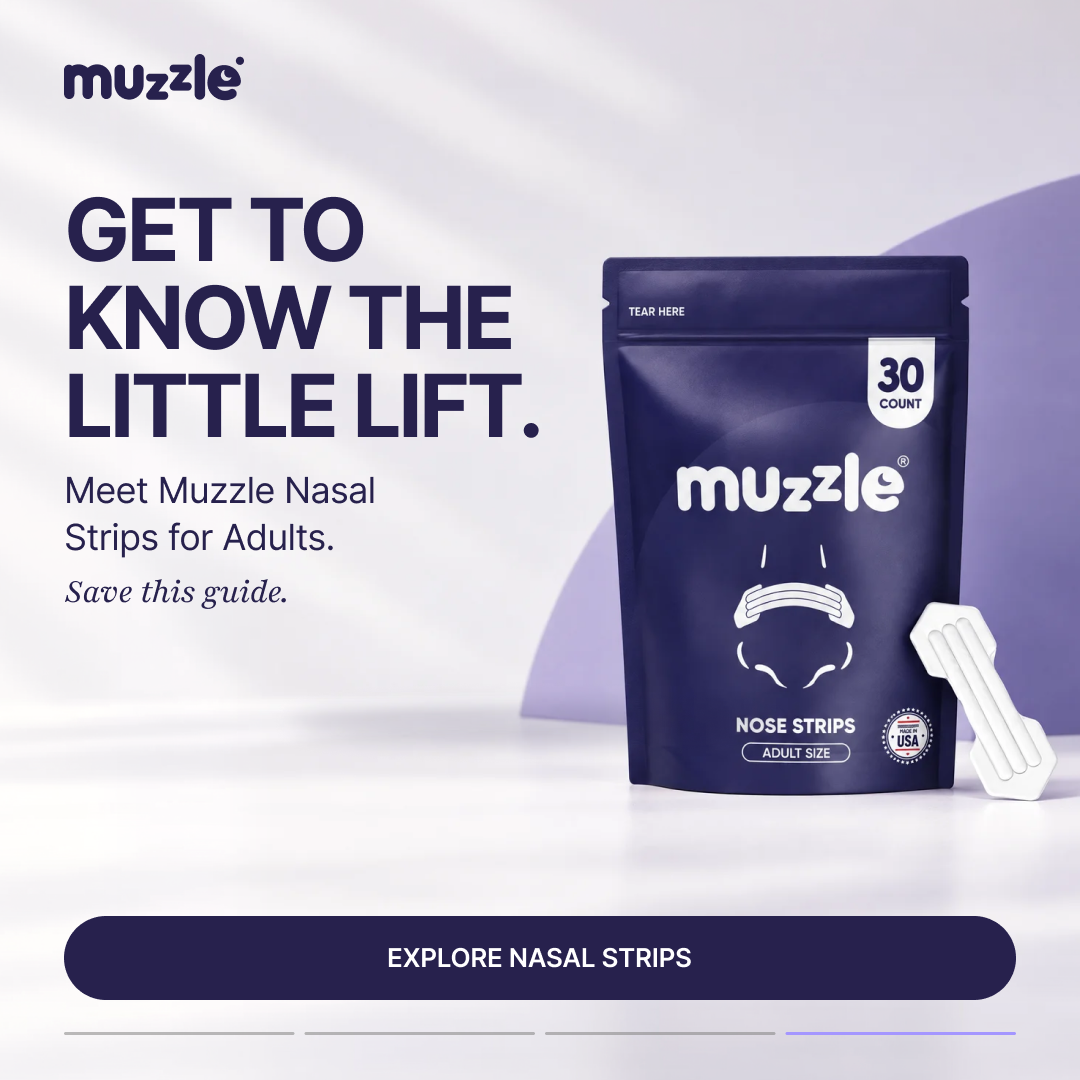 muzzle
GET TO
KNOW THE
LITTLE LIFT.
Meet Muzzle Nasal
Strips for Adults.
Save this guide.
TEAR HERE
30
COUNT
muzzle®
NOSE STRIPS
ADULT SIZE
MADE IN
USA
EXPLORE NASAL STRIPS